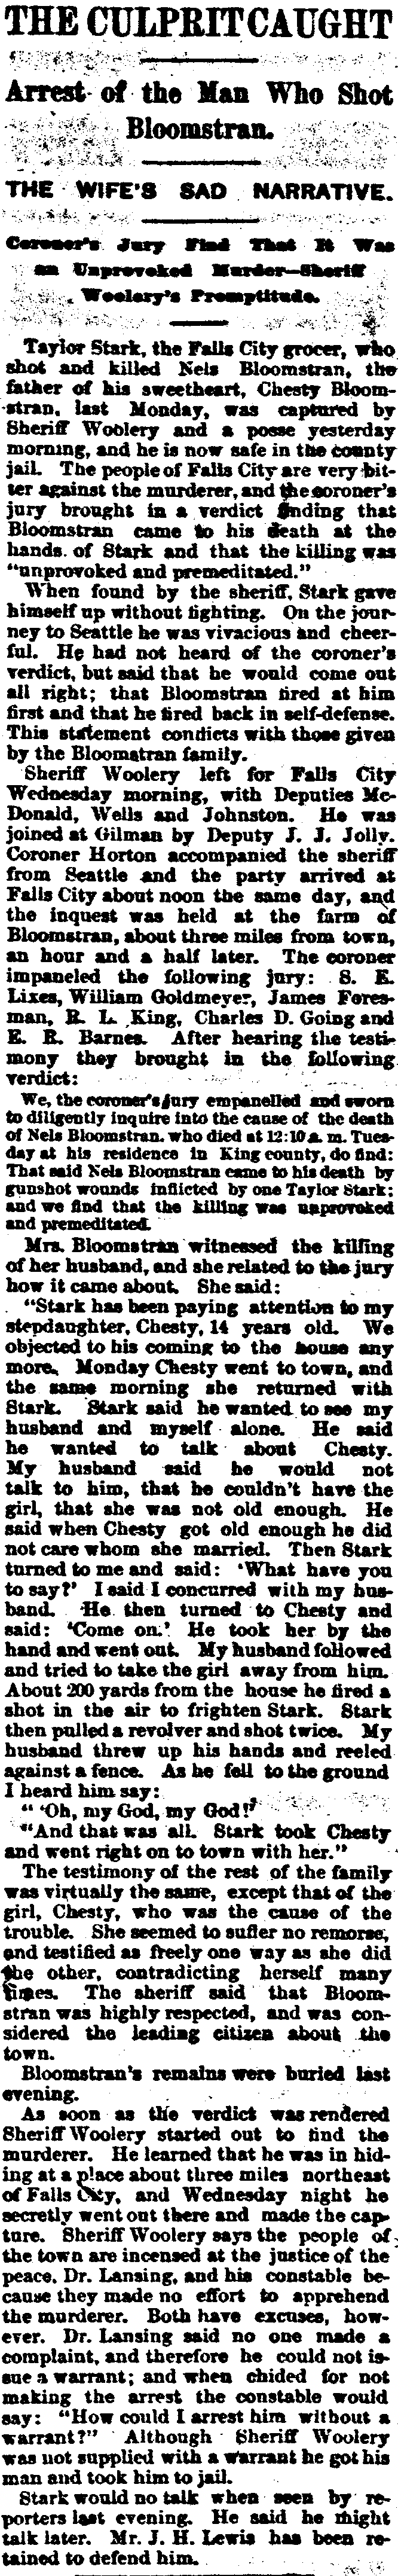 THE CULPRIT CAUGHT
Arrest of the Man Who Shot
Bloomstran.
THE WIFE'S SAD NARRATIVE.
Coroner's Jury Find That It Was
an Unprovoked Murder—Sheriff
Woolery's Promptitude.
Taylor Stark, the Falls City grocer, who
shot and killed Nels Bloomstran, the
father of his sweetheart, Chesty Bloom-
stran, last Monday, was captured by
Sheriff Woolery and a posse yesterday
morning, and he is now safe in the county
jail. The people of Falls City are very bit-
ter against the murderer, and the coroner's
jury brought in a verdict finding that
Bloomstran came to his death at the
hands of Stark and that the killing was
"unprovoked and premeditated."
When found by the sheriff, Stark gave
himself up without fighting. On the jour-
ney to Seattle he was vivacious and cheer-
ful. He had not heard of the coroner's
verdict, but said that he would come out
all right; that Bloomstran fired at him
first and that he fired back in self-defense.
This statement conflicts with those given
by the Bloomstran family.
Sheriff Woolery left for Falls City
Wednesday morning, with Deputies Mc-
Donald, Wells and Johnston. He was
joined at Gilman by Deputy J. J. Jolly.
Coroner Horton accompanied the sheriff
from Seattle and the party arrived at
Falls City about noon the same day, and
the inquest was held at the farm of
Bloomstran, about three miles from town,
an hour and a half later. The coroner
impaneled the following jury: S. E.
Lixes, William Goldmeyer, James Fores-
man, R. L. King, Charles D. Going and
E. R. Barnes. After hearing the testi-
mony they brought in the following
verdict:
We, the coroner's jury empanelled and sworn
to diligently inquire into the cause of the death
of Nels Bloomstran, who died at 12:10 a. m. Tues-
day at his residence in King county, do find:
That said Nels Bloomstran came to his death by
gunshot wounds inflicted by one Taylor Stark;
and we find that the killing was unprovoked
and premeditated.
Mrs. Bloomstran witnessed the killing
of her husband, and she related to the jury
how it came about. She said:
"Stark has been paying attention to my
stepdaughter, Chesty, 14 years old. We
objected to his coming to the house any
more. Monday Chesty went to town, and
the same morning she returned with
Stark. Stark said he wanted to see my
husband and myself alone. He said
he wanted to talk about Chesty.
My husband said he would not
talk to him, that he couldn't have the
girl, that she was not old enough. He
said when Chesty got old enough he did
not care whom she married. Then Stark
turned to me and said: 'What have you
to say?' I said I concurred with my hus-
band. He then turned to Chesty and
said: 'Come on.' He took her by the
hand and went out. My husband followed
and tried to take the girl away from him.
About 200 yards from the house he fired a
shot in the air to frighten Stark. Stark
then pulled a revolver and shot twice. My
husband threw up his hands and reeled
against a fence. As he fell to the ground
I heard him say:
" 'Oh, my God, my God!'
"And that was all. Stark took Chesty
and went right on to town with her."
The testimony of the rest of the family
was virtually the same, except that of the
girl, Chesty, who was the cause of the
trouble. She seemed to suffer no remorse,
and testified as freely one way as she did
the other, contradicting herself many
times. The sheriff said that Bloom-
stran was highly respected, and was con-
sidered the leading citizen about the
town.
Bloomstran's remains were buried last
evening.
As soon as the verdict was rendered
Sheriff Woolery started out to find the
murderer. He learned that he was in hid-
ing at a place about three miles northeast
of Falls City, and Wednesday night he
secretly went out there and made the cap-
ture. Sheriff Woolery says the people of
the town are incensed at the justice of the
peace, Dr. Lansing, and his constable be-
cause they made no effort to apprehend
the murderer. Both have excuses, how-
ever. Dr. Lansing said no one made a
complaint, and therefore he could not is-
sue a warrant; and when chided for not
making the arrest the constable would
say: "How could I arrest him without a
warrant?" Although Sheriff Woolery
was not supplied with a warrant he got his
man and took him to jail.
Stark would no talk when seen by re-
porters last evening. He said he might
talk later. Mr. J. H. Lewis has been re-
tained to defend him.